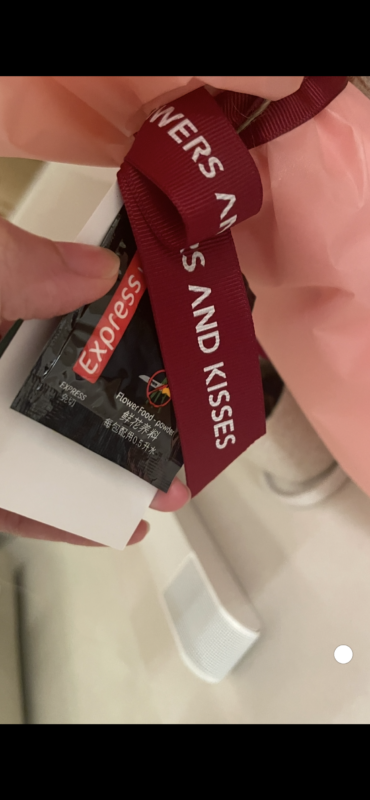 WERS AN
S AND KISSES
Express
EXPRESS
Flower Food · powder
鲜花养料
每包配用0.5升水